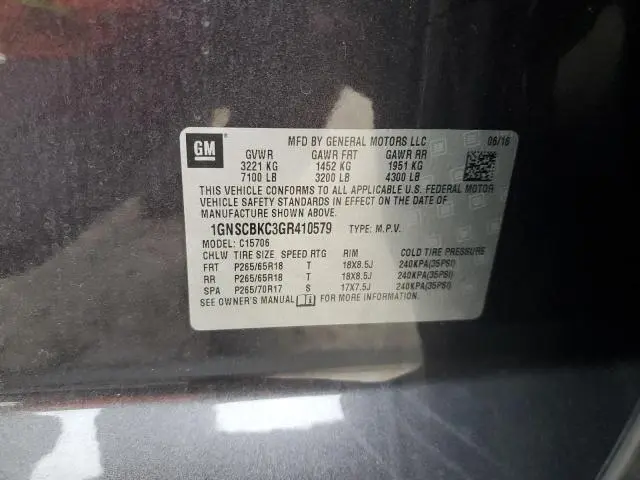 GM
MFD BY GENERAL MOTORS LLC 06/16
GVWR GAWR FRT GAWR RR
3221 KG 1452 KG 1951 KG
7100 LB 3200 LB 4300 LB
THIS VEHICLE CONFORMS TO ALL APPLICABLE U.S. FEDERAL MOTOR
VEHICLE SAFETY STANDARDS IN EFFECT ON THE DATE OF
MANUFACTURE SHOWN ABOVE.
1GNSCBKC3GR410579 TYPE: M.P.V.
MODEL: C15706
CHLW TIRE SIZE SPEED RTG RIM COLD TIRE PRESSURE
FRT P265/65R18 T 18X8.5J 240KPA(35PSI)
RR P265/65R18 T 18X8.5J 240KPA(35PSI)
SPA P265/70R17 S 17X7.5J 240KPA(35PSI)
SEE OWNER'S MANUAL FOR MORE INFORMATION.